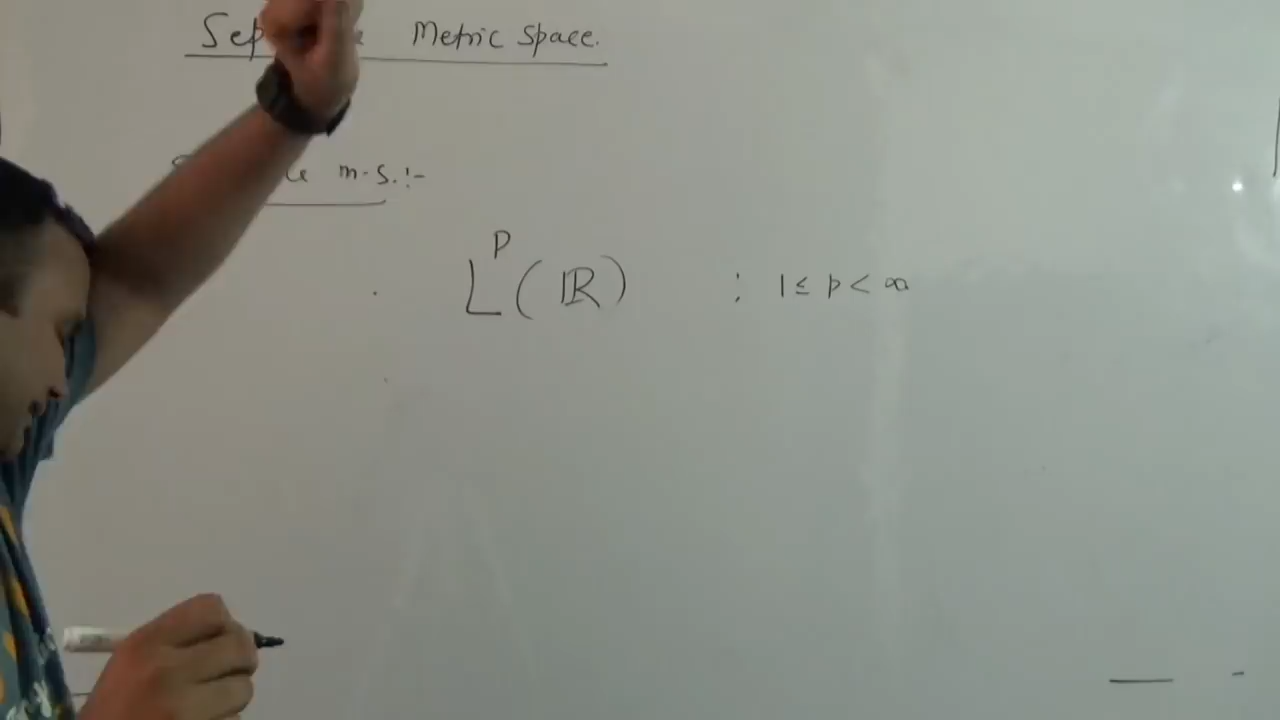 Metric Space.
m.s.:-
L^p(ℝ) ; 1 ≤ p < ∞